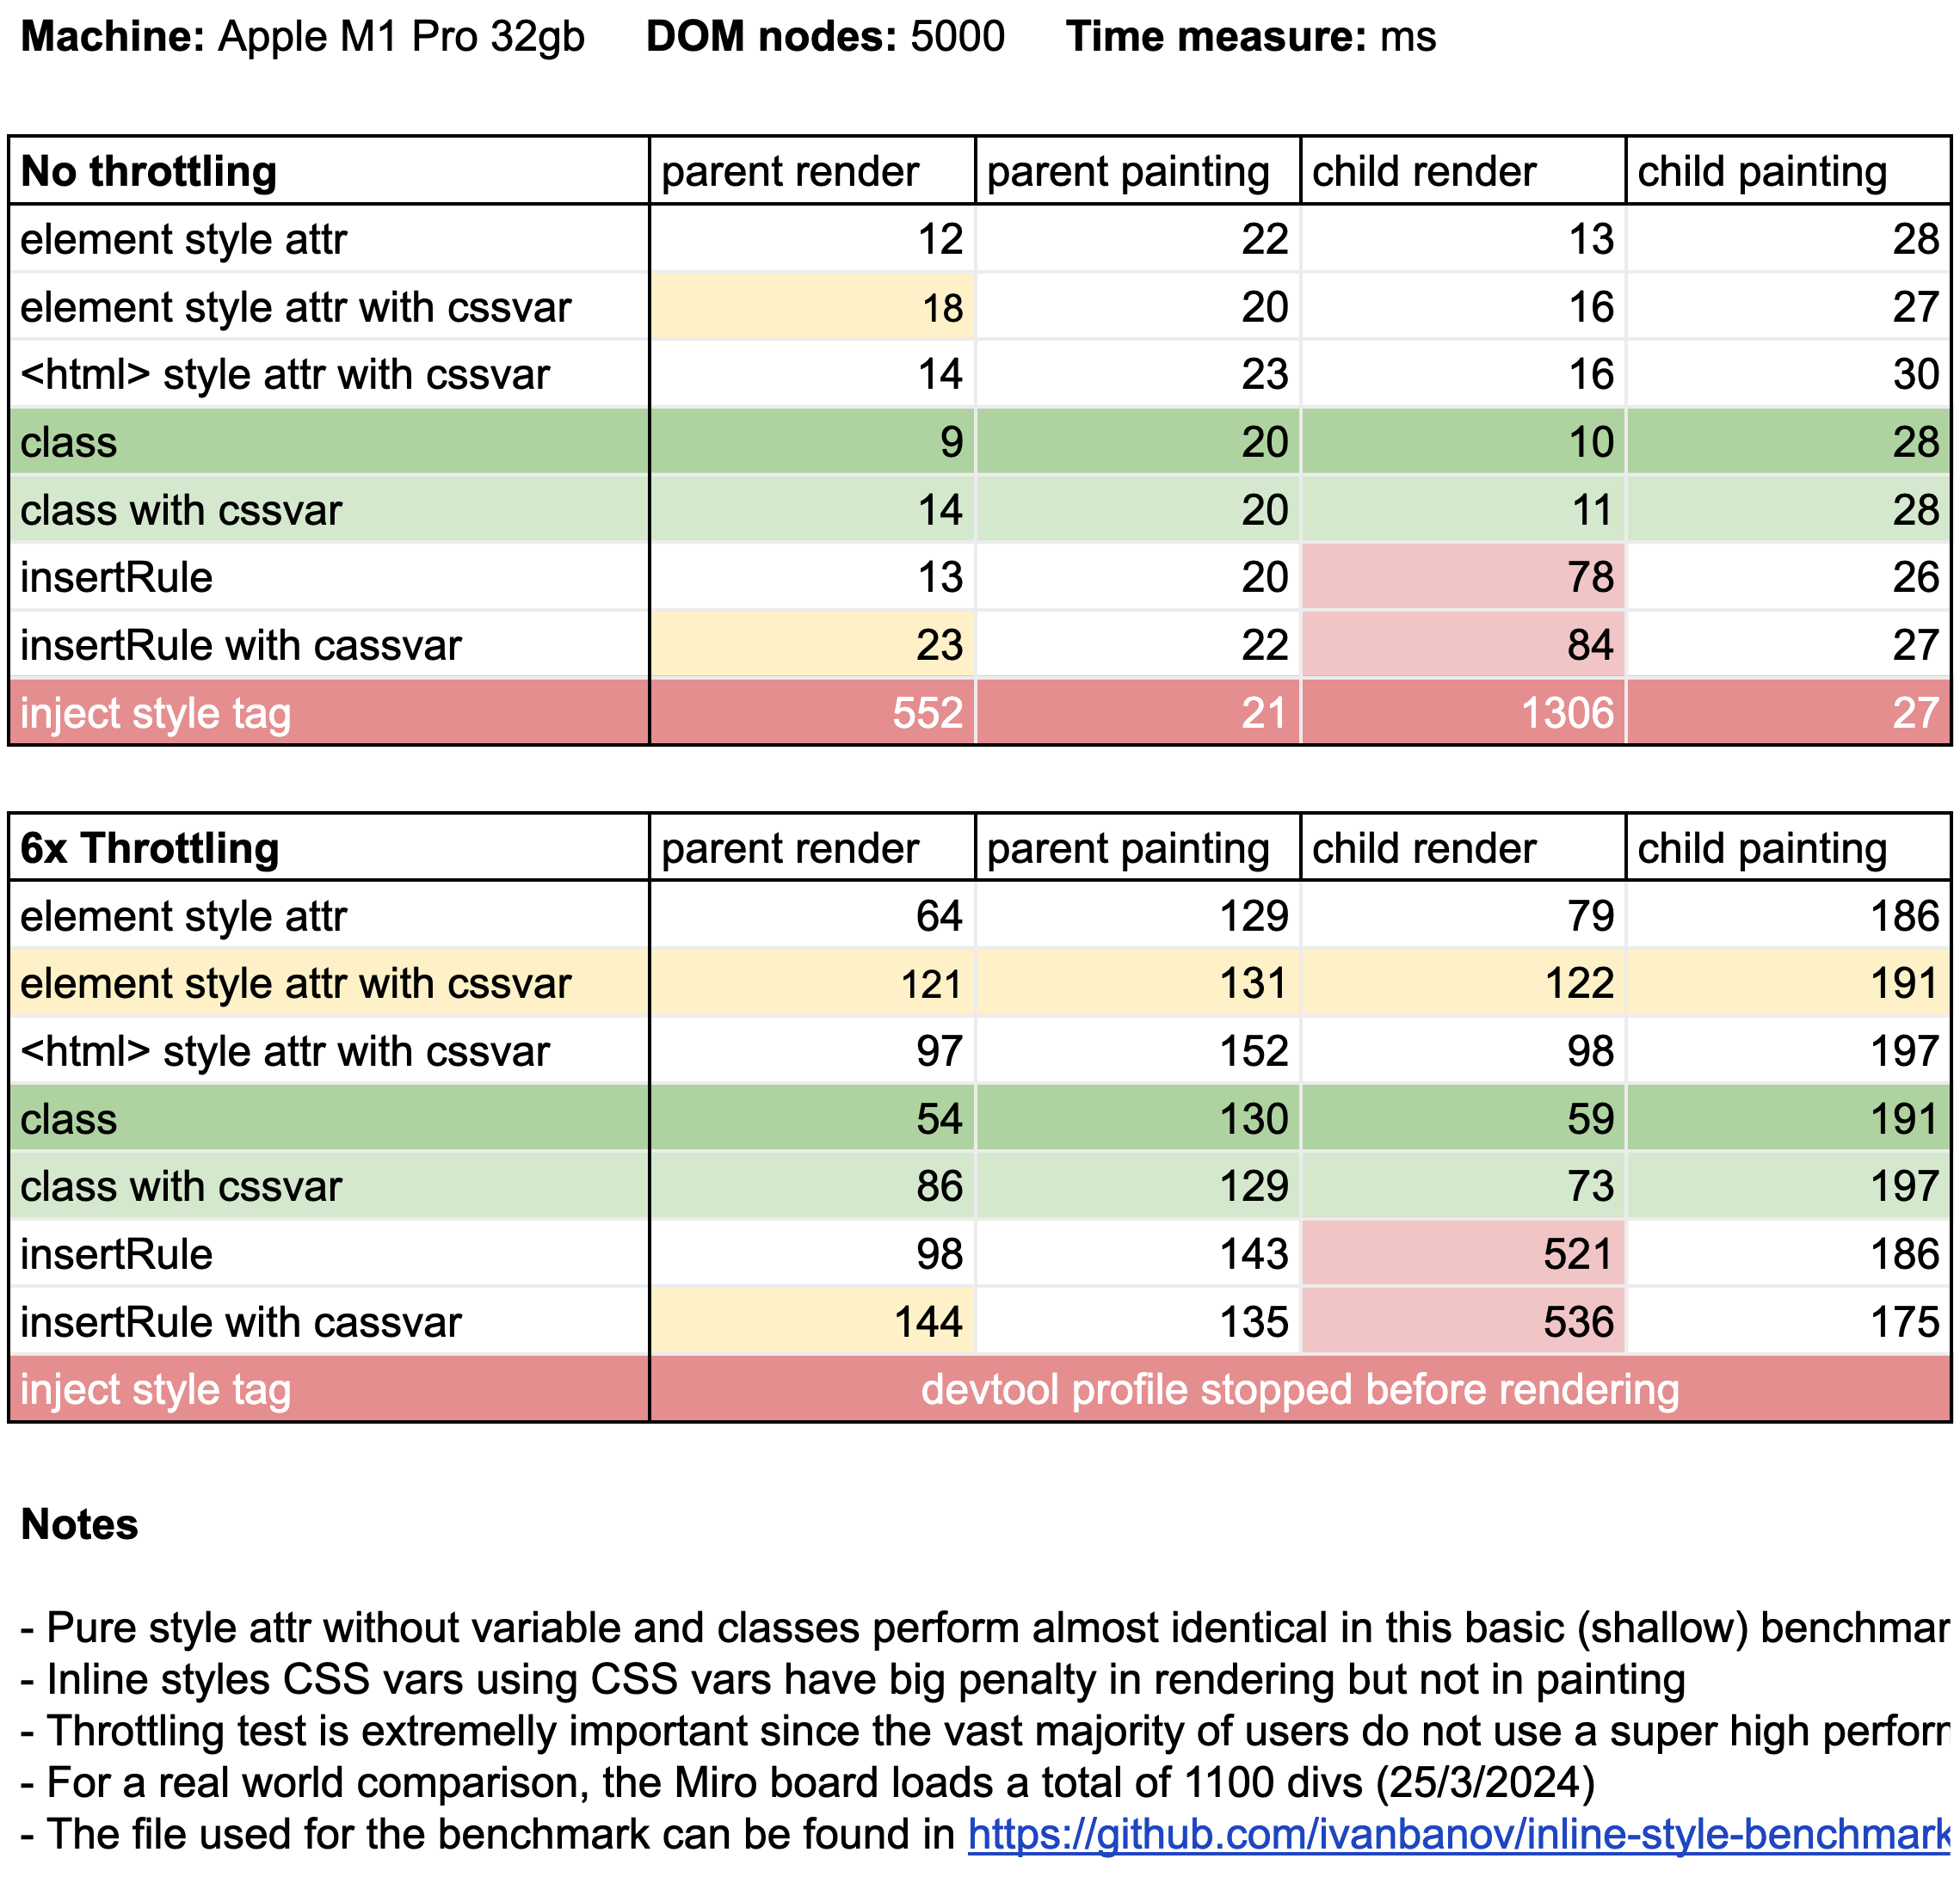 Machine: Apple M1 Pro 32gb DOM nodes: 5000 Time measure: ms
No throttling parent render parent painting child render child painting
element style attr 12 22 13 28
element style attr with cssvar 18 20 16 27
<html> style attr with cssvar 14 23 16 30
class 9 20 10 28
class with cssvar 14 20 11 28
insertRule 13 20 78 26
insertRule with cassvar 23 22 84 27
inject style tag 552 21 1306 27
6x Throttling parent render parent painting child render child painting
element style attr 64 129 79 186
element style attr with cssvar 121 131 122 191
<html> style attr with cssvar 97 152 98 197
class 54 130 59 191
class with cssvar 86 129 73 197
insertRule 98 143 521 186
insertRule with cassvar 144 135 536 175
inject style tag devtool profile stopped before rendering
Notes
- Pure style attr without variable and classes perform almost identical in this basic (shallow) benchmar
- Inline styles CSS vars using CSS vars have big penalty in rendering but not in painting
- Throttling test is extremelly important since the vast majority of users do not use a super high perfor
- For a real world comparison, the Miro board loads a total of 1100 divs (25/3/2024)
- The file used for the benchmark can be found in https://github.com/ivanbanov/inline-style-benchmark